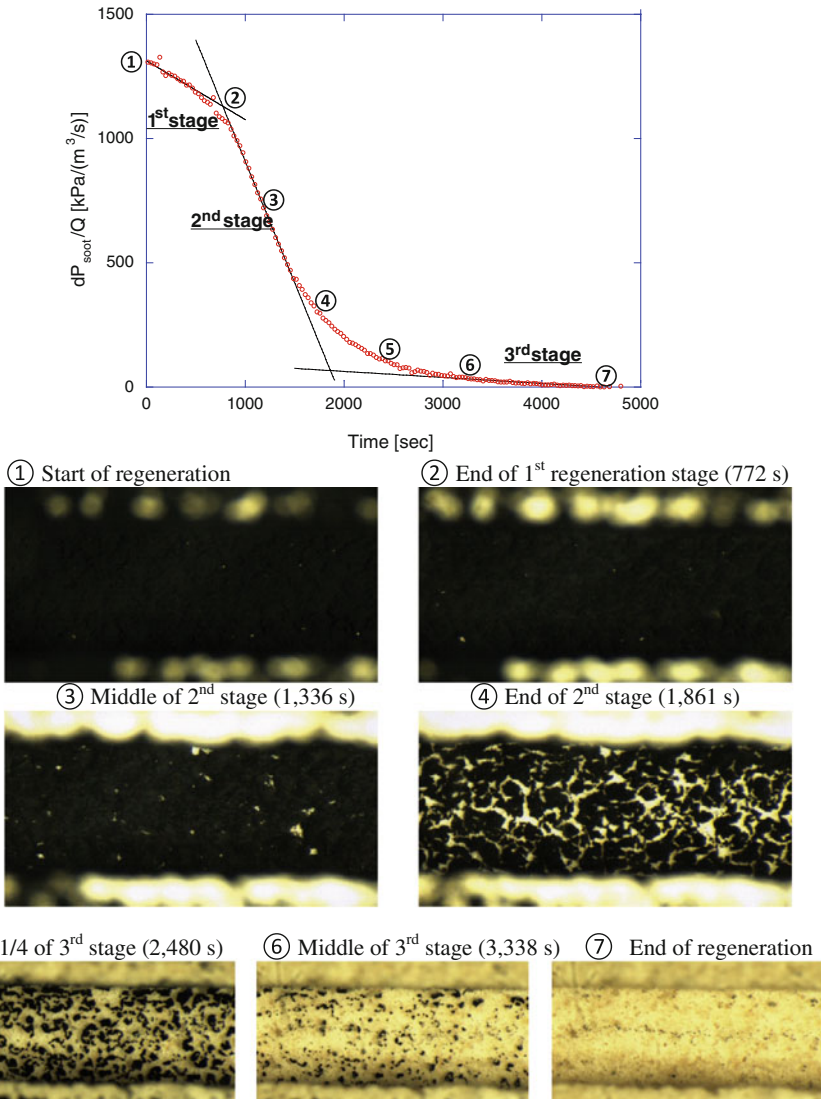 1500
1000
500
0
dP_soot/Q [kPa/(m³/s)]
① ② ③ ④ ⑤ ⑥ ⑦
1ˢᵗ stage
2ⁿᵈ stage
3ʳᵈ stage
0 1000 2000 3000 4000 5000
Time [sec]
① Start of regeneration
② End of 1ˢᵗ regeneration stage (772 s)
③ Middle of 2ⁿᵈ stage (1,336 s)
④ End of 2ⁿᵈ stage (1,861 s)
1/4 of 3ʳᵈ stage (2,480 s)
⑥ Middle of 3ʳᵈ stage (3,338 s)
⑦ End of regeneration